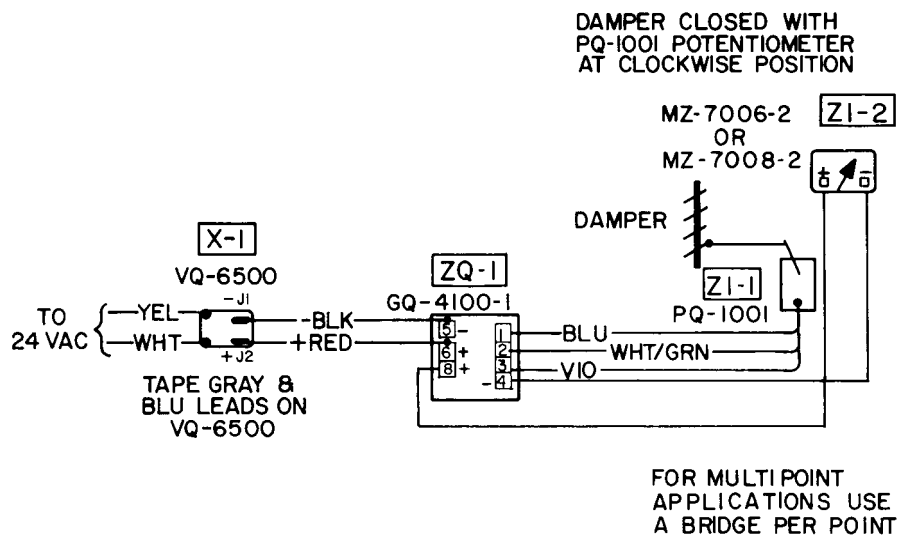 DAMPER CLOSED WITH
PQ-1001 POTENTIOMETER
AT CLOCKWISE POSITION
MZ-7006-2
OR
MZ-7008-2
Z1-2
+ -
DAMPER
X-1
VQ-6500
ZQ-1
GQ-4100-1
Z1-1
PQ-1001
TO
24 VAC
YEL
WHT
-J1
+J2
-BLK
+RED
5 -
6 +
8 +
1
2
3
- 4
BLU
WHT/GRN
VIO
TAPE GRAY &
BLU LEADS ON
VQ-6500
FOR MULTIPOINT
APPLICATIONS USE
A BRIDGE PER POINT